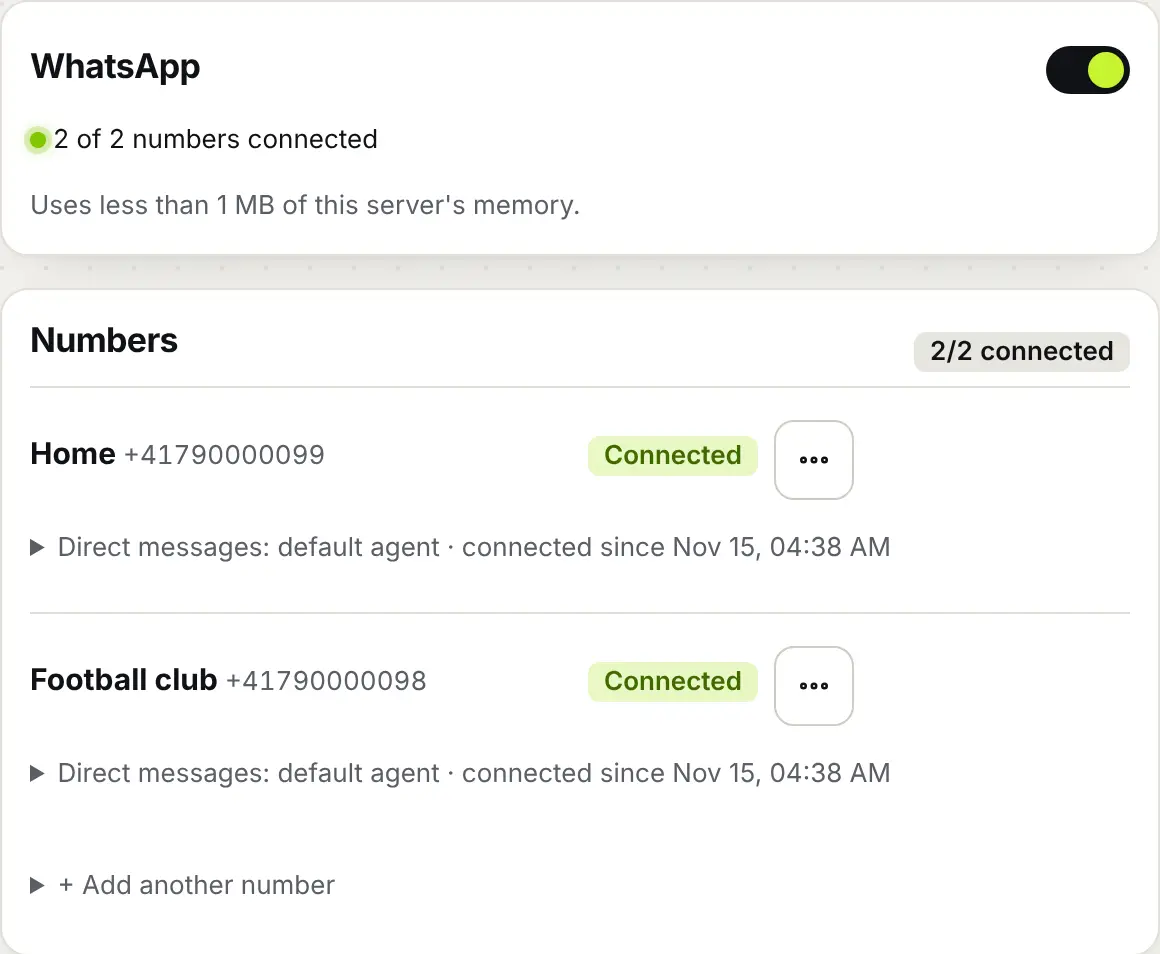 WhatsApp
2 of 2 numbers connected
Uses less than 1 MB of this server's memory.
Numbers
2/2 connected
Home +41790000099
Connected
Direct messages: default agent · connected since Nov 15, 04:38 AM
Football club +41790000098
Connected
Direct messages: default agent · connected since Nov 15, 04:38 AM
+ Add another number